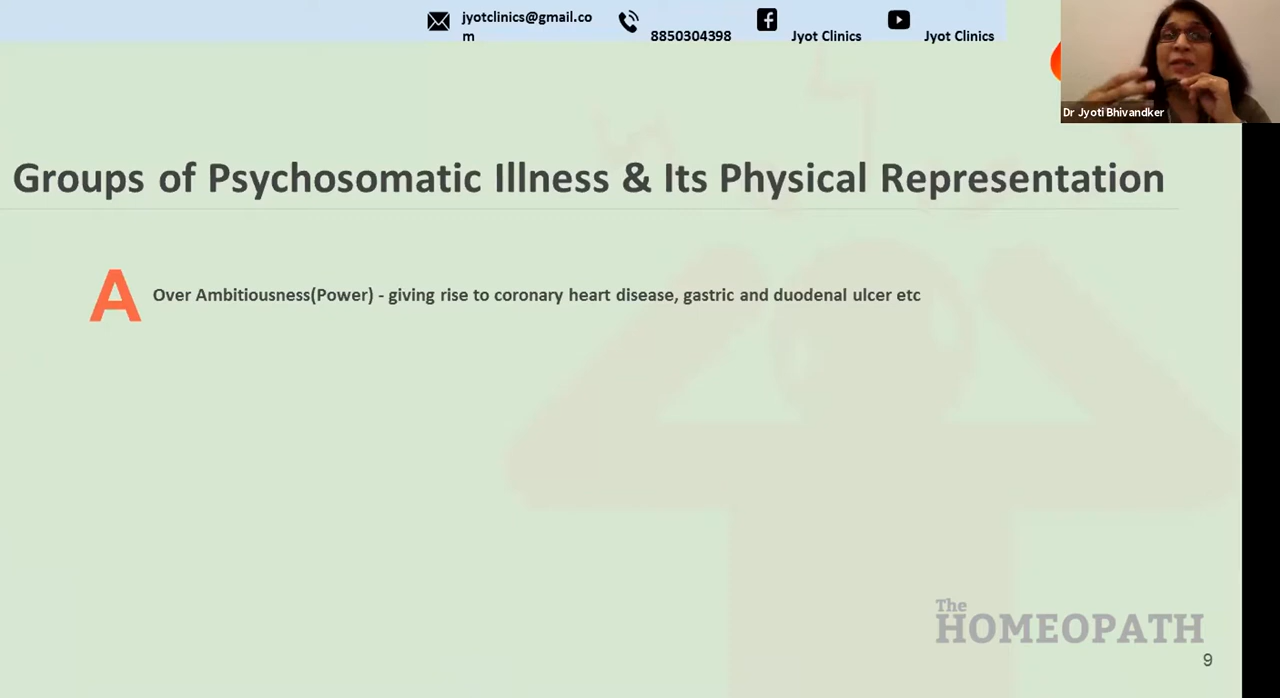 jyotclinics@gmail.co
m
8850304398
Jyot Clinics
Jyot Clinics
Dr Jyoti Bhivandker
Groups of Psychosomatic Illness & Its Physical Representation
A
Over Ambitiousness(Power) - giving rise to coronary heart disease, gastric and duodenal ulcer etc
The
HOMEOPATH
9